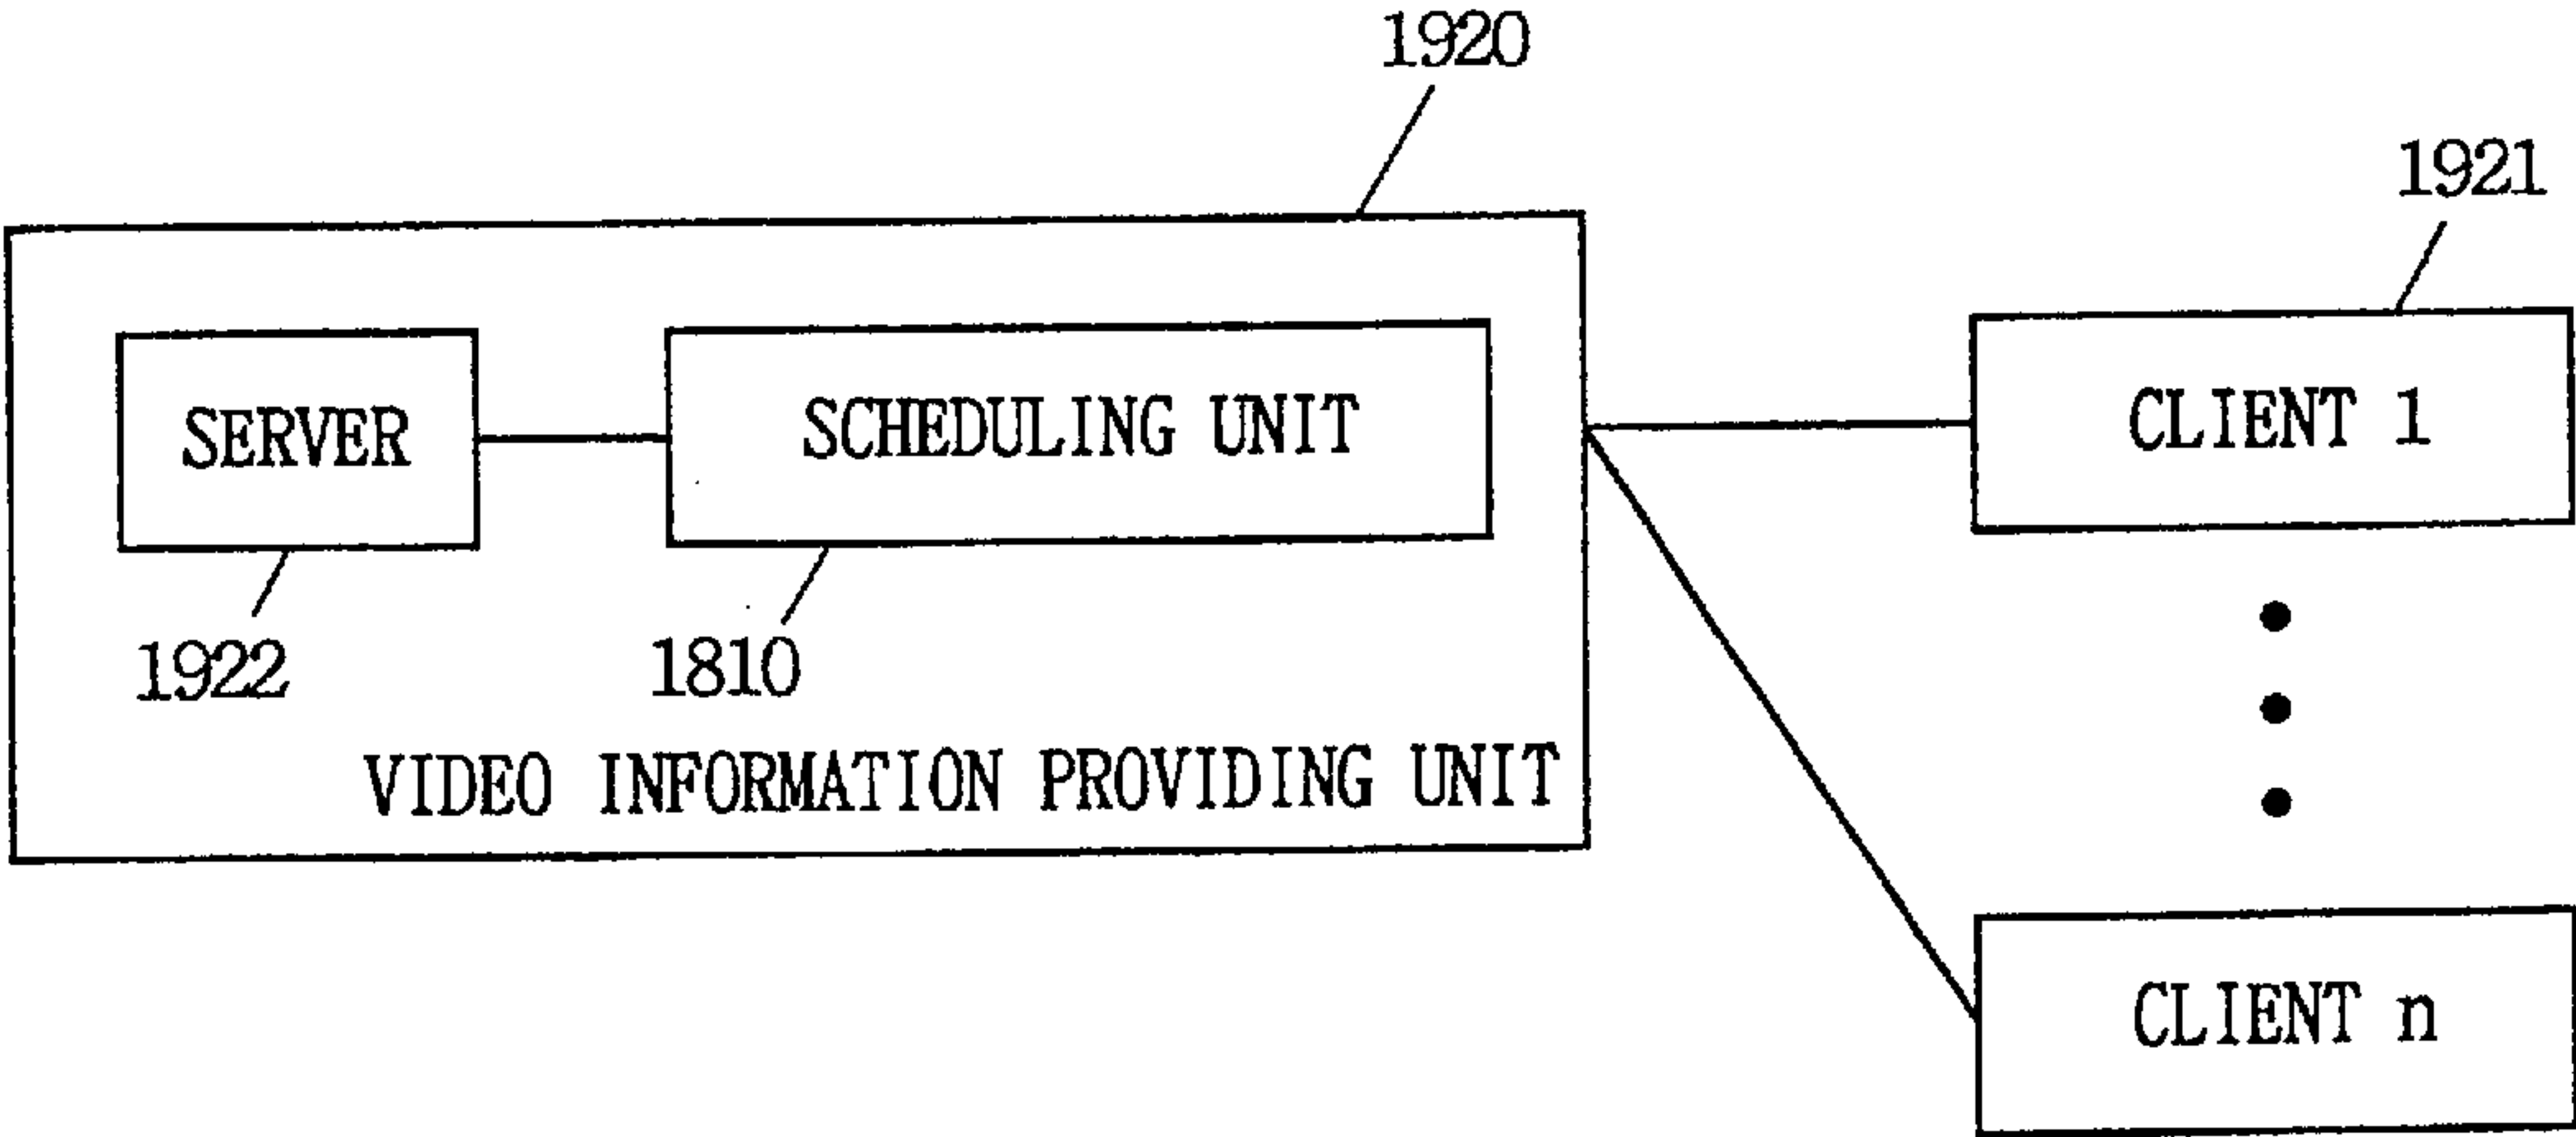 1920
1921
SERVER
SCHEDULING UNIT
CLIENT 1
1922
1810
VIDEO INFORMATION PROVIDING UNIT
CLIENT n